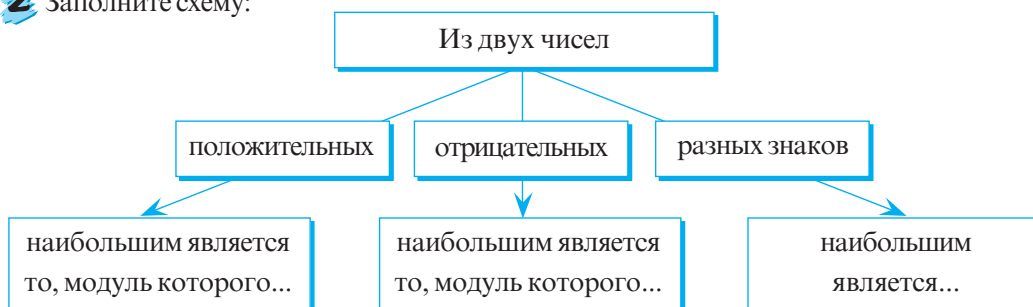 2 Заполните схему:
Из двух чисел
положительных
отрицательных
разных знаков
наибольшим является
то, модуль которого...
наибольшим является
то, модуль которого...
наибольшим
является...